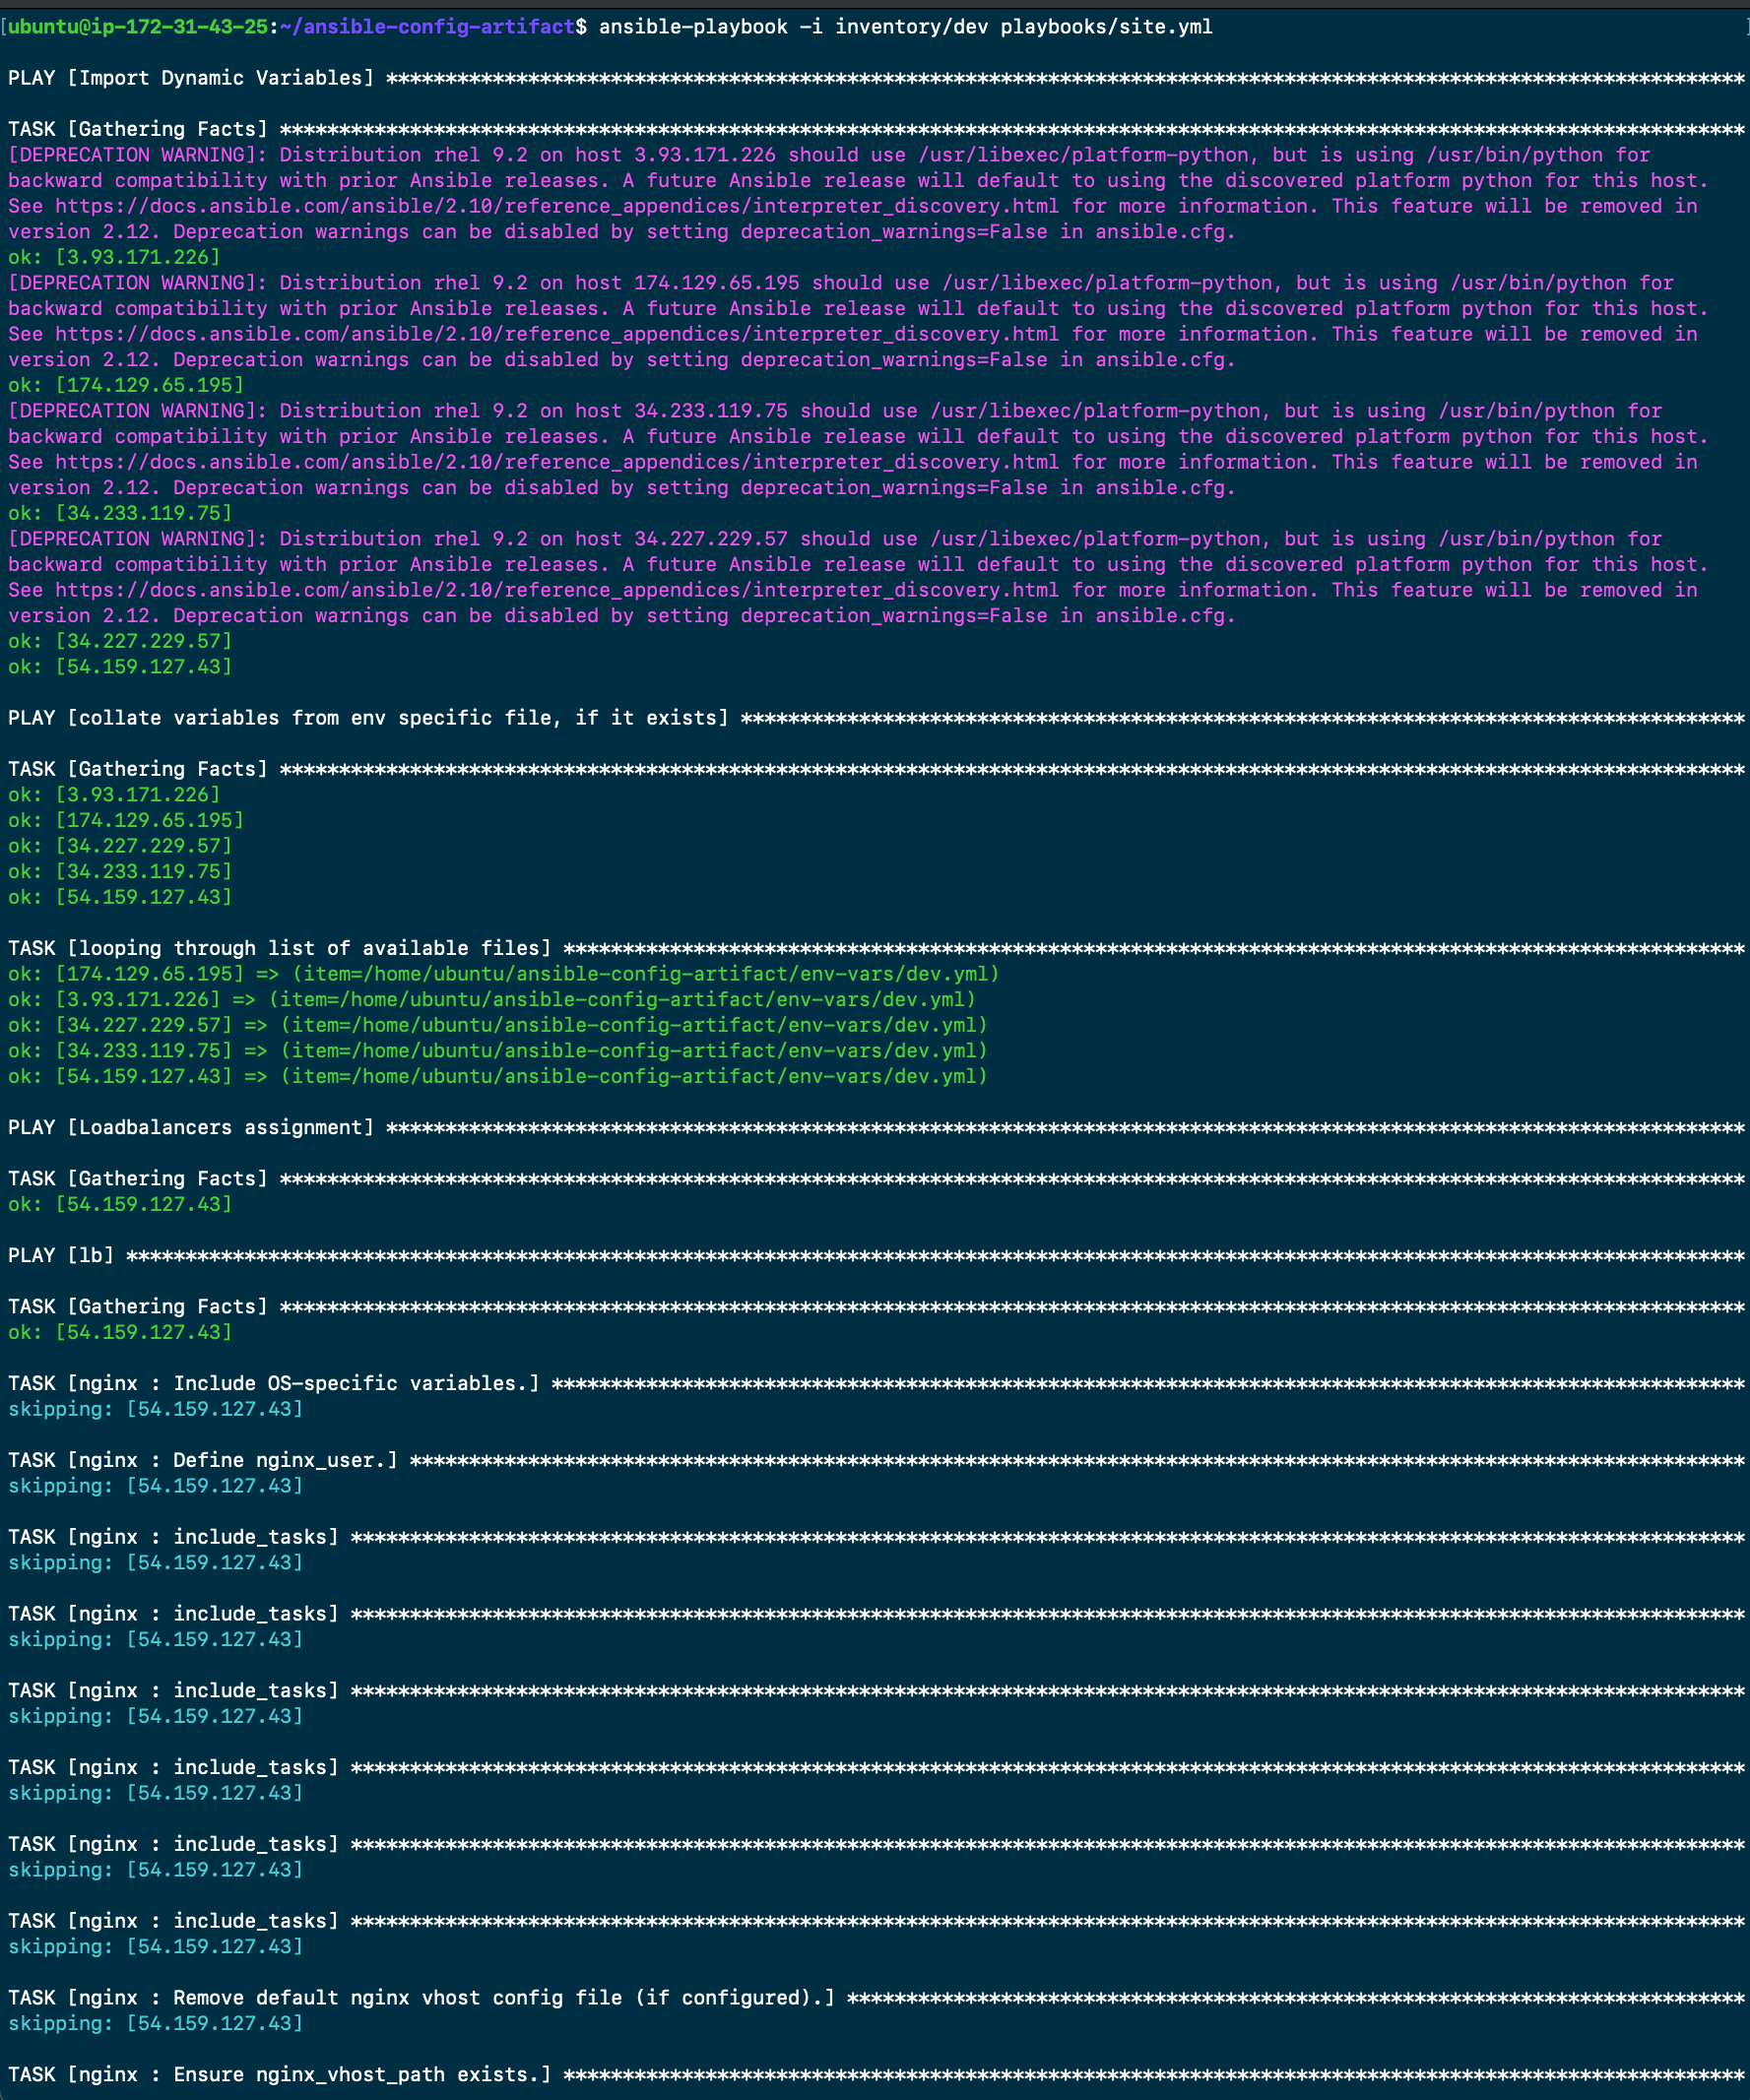 [ubuntu@ip-172-31-43-25:~/ansible-config-artifact$ ansible-playbook -i inventory/dev playbooks/site.yml ]
PLAY [Import Dynamic Variables] *******************************************************************************************************************
TASK [Gathering Facts] ****************************************************************************************************************************
[DEPRECATION WARNING]: Distribution rhel 9.2 on host 3.93.171.226 should use /usr/libexec/platform-python, but is using /usr/bin/python for
backward compatibility with prior Ansible releases. A future Ansible release will default to using the discovered platform python for this host.
See https://docs.ansible.com/ansible/2.10/reference_appendices/interpreter_discovery.html for more information. This feature will be removed in
version 2.12. Deprecation warnings can be disabled by setting deprecation_warnings=False in ansible.cfg.
ok: [3.93.171.226]
[DEPRECATION WARNING]: Distribution rhel 9.2 on host 174.129.65.195 should use /usr/libexec/platform-python, but is using /usr/bin/python for
backward compatibility with prior Ansible releases. A future Ansible release will default to using the discovered platform python for this host.
See https://docs.ansible.com/ansible/2.10/reference_appendices/interpreter_discovery.html for more information. This feature will be removed in
version 2.12. Deprecation warnings can be disabled by setting deprecation_warnings=False in ansible.cfg.
ok: [174.129.65.195]
[DEPRECATION WARNING]: Distribution rhel 9.2 on host 34.233.119.75 should use /usr/libexec/platform-python, but is using /usr/bin/python for
backward compatibility with prior Ansible releases. A future Ansible release will default to using the discovered platform python for this host.
See https://docs.ansible.com/ansible/2.10/reference_appendices/interpreter_discovery.html for more information. This feature will be removed in
version 2.12. Deprecation warnings can be disabled by setting deprecation_warnings=False in ansible.cfg.
ok: [34.233.119.75]
[DEPRECATION WARNING]: Distribution rhel 9.2 on host 34.227.229.57 should use /usr/libexec/platform-python, but is using /usr/bin/python for
backward compatibility with prior Ansible releases. A future Ansible release will default to using the discovered platform python for this host.
See https://docs.ansible.com/ansible/2.10/reference_appendices/interpreter_discovery.html for more information. This feature will be removed in
version 2.12. Deprecation warnings can be disabled by setting deprecation_warnings=False in ansible.cfg.
ok: [34.227.229.57]
ok: [54.159.127.43]
PLAY [collate variables from env specific file, if it exists] *************************************************************************************
TASK [Gathering Facts] ****************************************************************************************************************************
ok: [3.93.171.226]
ok: [174.129.65.195]
ok: [34.227.229.57]
ok: [34.233.119.75]
ok: [54.159.127.43]
TASK [looping through list of available files] ****************************************************************************************************
ok: [174.129.65.195] => (item=/home/ubuntu/ansible-config-artifact/env-vars/dev.yml)
ok: [3.93.171.226] => (item=/home/ubuntu/ansible-config-artifact/env-vars/dev.yml)
ok: [34.227.229.57] => (item=/home/ubuntu/ansible-config-artifact/env-vars/dev.yml)
ok: [34.233.119.75] => (item=/home/ubuntu/ansible-config-artifact/env-vars/dev.yml)
ok: [54.159.127.43] => (item=/home/ubuntu/ansible-config-artifact/env-vars/dev.yml)
PLAY [Loadbalancers assignment] *******************************************************************************************************************
TASK [Gathering Facts] ****************************************************************************************************************************
ok: [54.159.127.43]
PLAY [lb] *****************************************************************************************************************************************
TASK [Gathering Facts] ****************************************************************************************************************************
ok: [54.159.127.43]
TASK [nginx : Include OS-specific variables.] *****************************************************************************************************
skipping: [54.159.127.43]
TASK [nginx : Define nginx_user.] *****************************************************************************************************************
skipping: [54.159.127.43]
TASK [nginx : include_tasks] **********************************************************************************************************************
skipping: [54.159.127.43]
TASK [nginx : include_tasks] **********************************************************************************************************************
skipping: [54.159.127.43]
TASK [nginx : include_tasks] **********************************************************************************************************************
skipping: [54.159.127.43]
TASK [nginx : include_tasks] **********************************************************************************************************************
skipping: [54.159.127.43]
TASK [nginx : include_tasks] **********************************************************************************************************************
skipping: [54.159.127.43]
TASK [nginx : include_tasks] **********************************************************************************************************************
skipping: [54.159.127.43]
TASK [nginx : Remove default nginx vhost config file (if configured).] ****************************************************************************
skipping: [54.159.127.43]
TASK [nginx : Ensure nginx_vhost_path exists.] ****************************************************************************************************